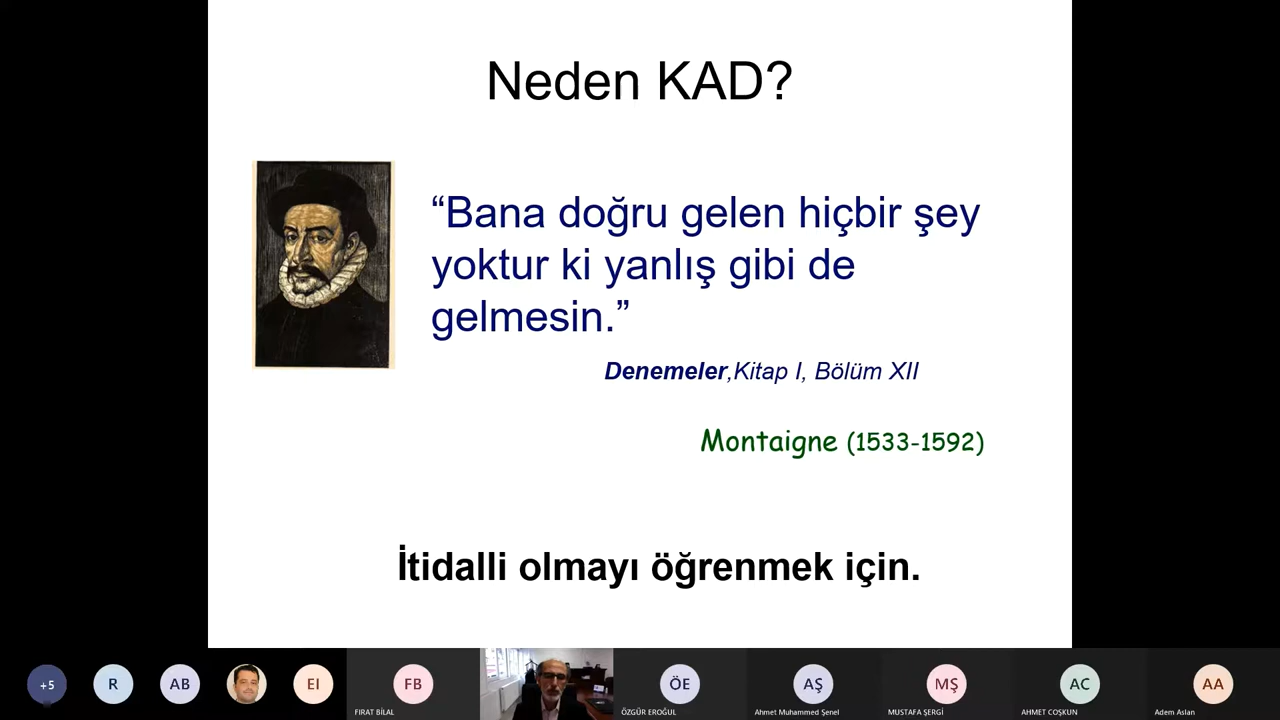 Neden KAD?
“Bana doğru gelen hiçbir şey
yoktur ki yanlış gibi de
gelmesin.”
Denemeler,Kitap I, Bölüm XII
Montaigne (1533-1592)
İtidalli olmayı öğrenmek için.
+5
R
AB
EI
FB
FIRAT BİLAL
ÖE
ÖZGÜR EROĞUL
AŞ
Ahmet Muhammed Şenel
MŞ
MUSTAFA ŞERGİ
AC
AHMET COŞKUN
AA
Adem Aslan